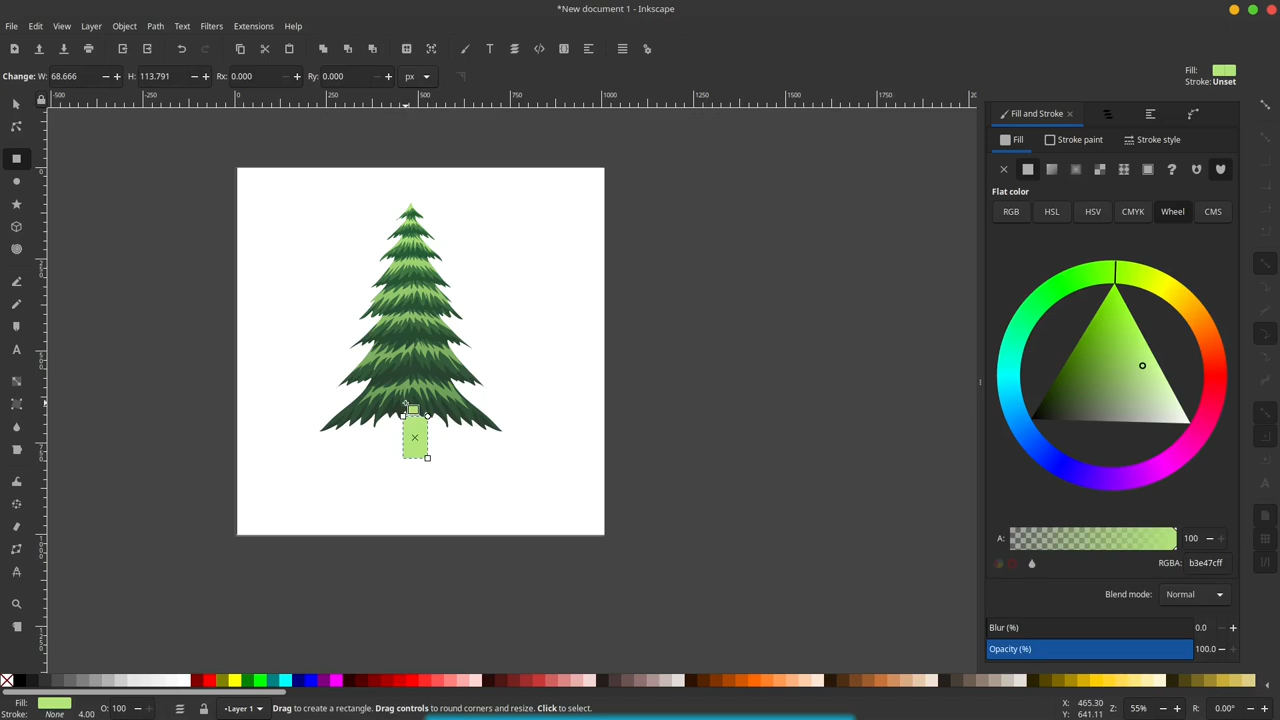 *New document 1 - Inkscape
File Edit View Layer Object Path Text Filters Extensions Help
Change: W: 68.666 H: 113.791 Rx: 0.000 Ry: 0.000 px
Fill:
Stroke: Unset
-500 -250 0 250 500 750 1000 1250 1500 1750 20
Fill and Stroke
Fill Stroke paint Stroke style
Flat color
RGB HSL HSV CMYK Wheel CMS
A: 100
RGBA: b3e47cff
Blend mode: Normal
Blur (%) 0.0
Opacity (%) 100.0
Fill: O: 100 Layer 1 Drag to create a rectangle. Drag controls to round corners and resize. Click to select. X: 465.30 Z: 55% R: 0.00°
Stroke: None 4.00 Y: 641.11